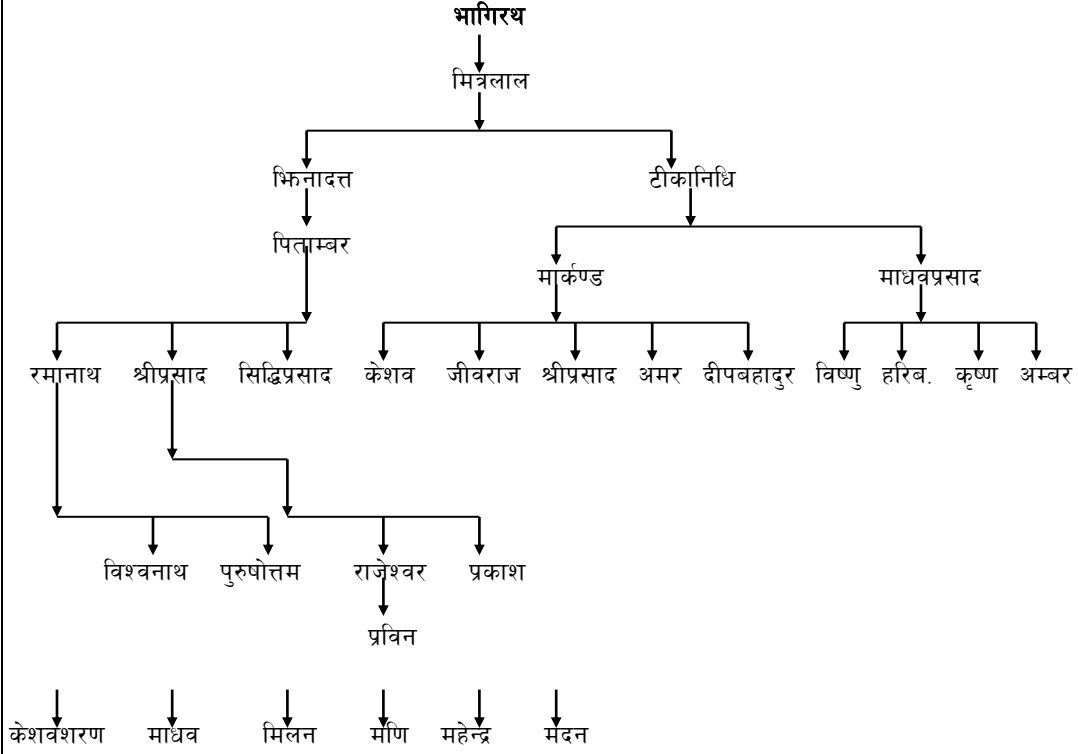 भागिरथ
मित्रलाल
झिनादत्त टीकानिधि
पिताम्बर
मार्कण्ड माधवप्रसाद
रमानाथ श्रीप्रसाद सिद्धिप्रसाद केशव जीवराज श्रीप्रसाद अमर दीपबहादुर विष्णु हरिब. कृष्ण अम्बर
विश्वनाथ पुरुषोत्तम राजेश्वर प्रकाश
प्रविन
केशवशरण माधव मिलन मणि महेन्द्र मदन